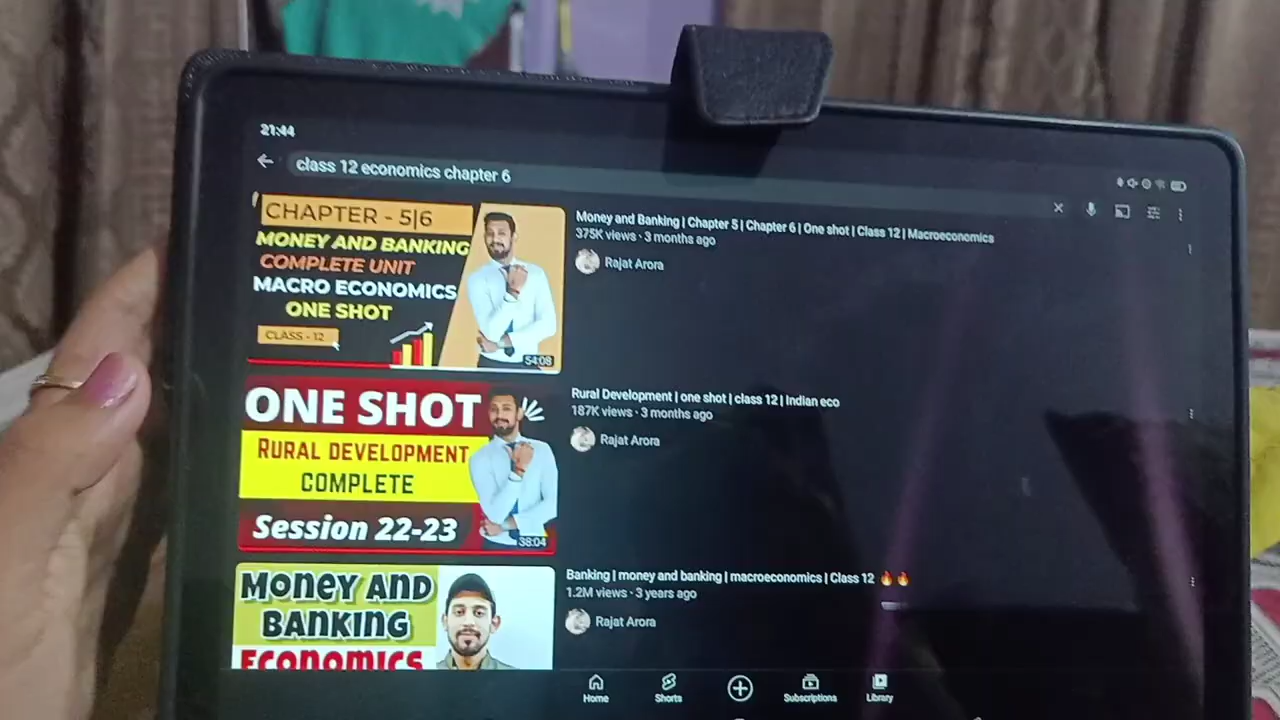 21:44
class 12 economics chapter 6
CHAPTER - 5|6
MONEY AND BANKING
COMPLETE UNIT
MACRO ECONOMICS
ONE SHOT
CLASS - 12
54:08
Money and Banking | Chapter 5 | Chapter 6 | One shot | Class 12 | Macroeconomics
375K views · 3 months ago
Rajat Arora
ONE SHOT
RURAL DEVELOPMENT
COMPLETE
Session 22-23
38:04
Rural Development | one shot | class 12 | Indian eco
187K views · 3 months ago
Rajat Arora
MONEY AND
BANKING
ECONOMICS
Banking | money and banking | macroeconomics | Class 12 🔥🔥
1.2M views · 3 years ago
Rajat Arora
Home
Shorts
Subscriptions
Library